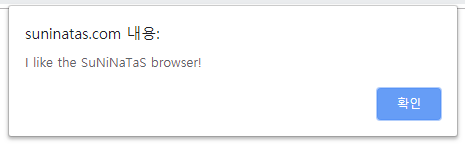 suninatas.com 내용:
I like the SuNiNaTaS browser!
확인